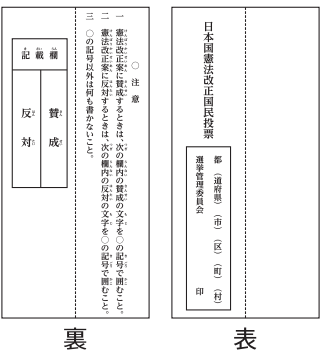 日本国憲法改正国民投票
都(道府県)(市)(区)(町)(村)
選挙管理委員会 印
表
◯ 注意
一 憲法改正案に賛成するときは、次の欄内の賛成の文字を◯の記号で囲むこと。
二 憲法改正案に反対するときは、次の欄内の反対の文字を◯の記号で囲むこと。
三 ◯の記号以外は何も書かないこと。
記載欄
賛成
反対
裏